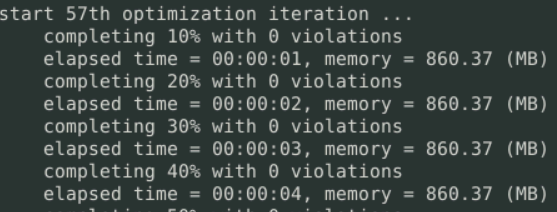 start 57th optimization iteration ...
completing 10% with 0 violations
elapsed time = 00:00:01, memory = 860.37 (MB)
completing 20% with 0 violations
elapsed time = 00:00:02, memory = 860.37 (MB)
completing 30% with 0 violations
elapsed time = 00:00:03, memory = 860.37 (MB)
completing 40% with 0 violations
elapsed time = 00:00:04, memory = 860.37 (MB)